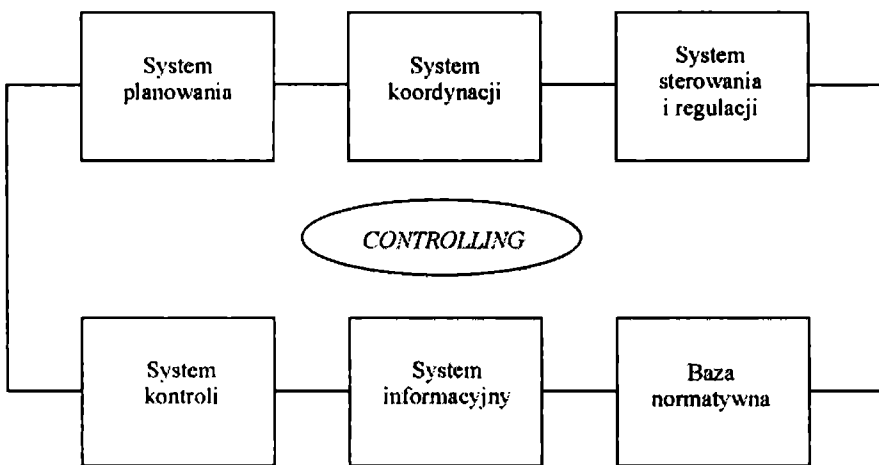 System
planowania
System
koordynacji
System
sterowania
i regulacji
CONTROLLING
System
kontroli
System
informacyjny
Baza
normatywna